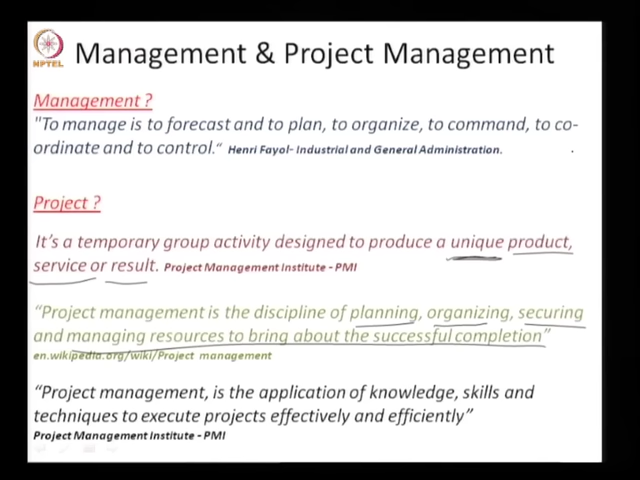 NPTEL
Management & Project Management
Management ?
"To manage is to forecast and to plan, to organize, to command, to co-
ordinate and to control.“ Henri Fayol- Industrial and General Administration.
Project ?
It’s a temporary group activity designed to produce a unique product,
service or result. Project Management Institute - PMI
“Project management is the discipline of planning, organizing, securing
and managing resources to bring about the successful completion”
en.wikipedia.org/wiki/Project management
“Project management, is the application of knowledge, skills and
techniques to execute projects effectively and efficiently”
Project Management Institute - PMI